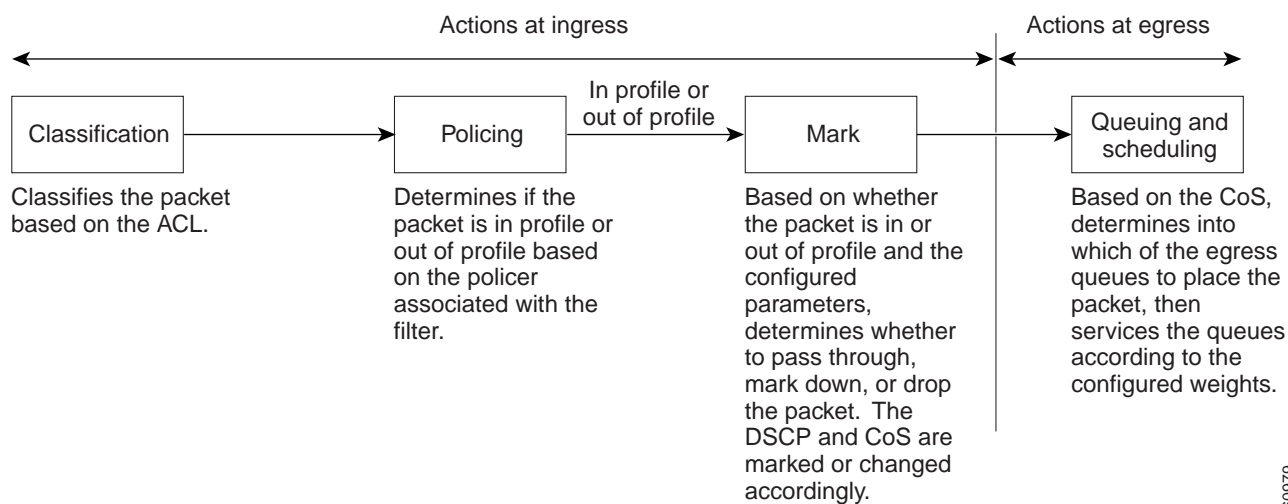 Actions at ingress
Actions at egress
In profile or
out of profile
Classification
Policing
Mark
Queuing and
scheduling
Classifies the packet
based on the ACL.
Determines if the
packet is in profile or
out of profile based
on the policer
associated with the
filter.
Based on whether
the packet is in or
out of profile and the
configured
parameters,
determines whether
to pass through,
mark down, or drop
the packet.  The
DSCP and CoS are
marked or changed
accordingly.
Based on the CoS,
determines into
which of the egress
queues to place the
packet, then
services the queues
according to the
configured weights.